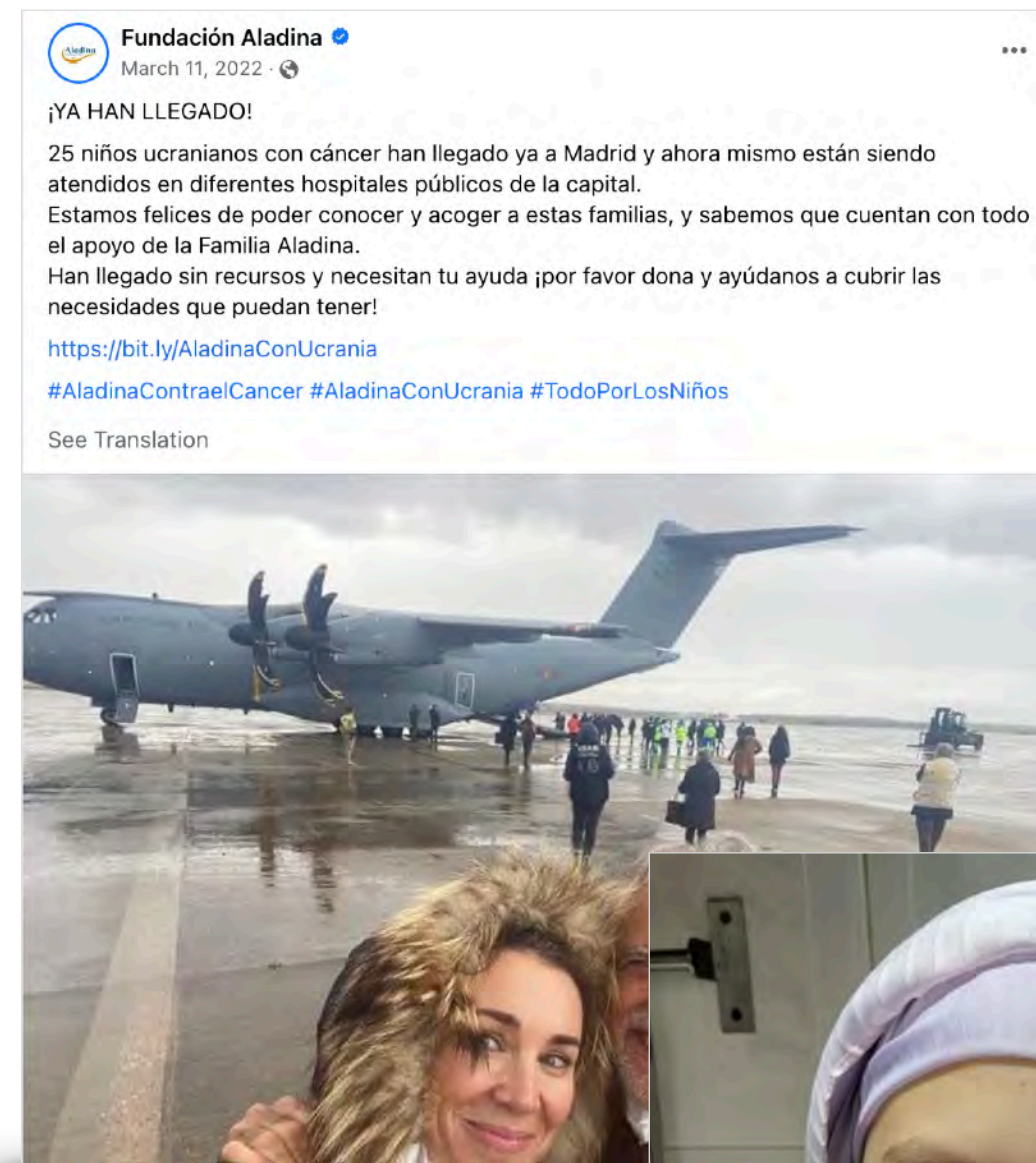 Aladina
Fundación Aladina
March 11, 2022 ·
¡YA HAN LLEGADO!
25 niños ucranianos con cáncer han llegado ya a Madrid y ahora mismo están siendo
atendidos en diferentes hospitales públicos de la capital.
Estamos felices de poder conocer y acoger a estas familias, y sabemos que cuentan con todo
el apoyo de la Familia Aladina.
Han llegado sin recursos y necesitan tu ayuda ¡por favor dona y ayúdanos a cubrir las
necesidades que puedan tener!
https://bit.ly/AladinaConUcrania
#AladinaContraelCancer #AladinaConUcrania #TodoPorLosNiños
See Translation